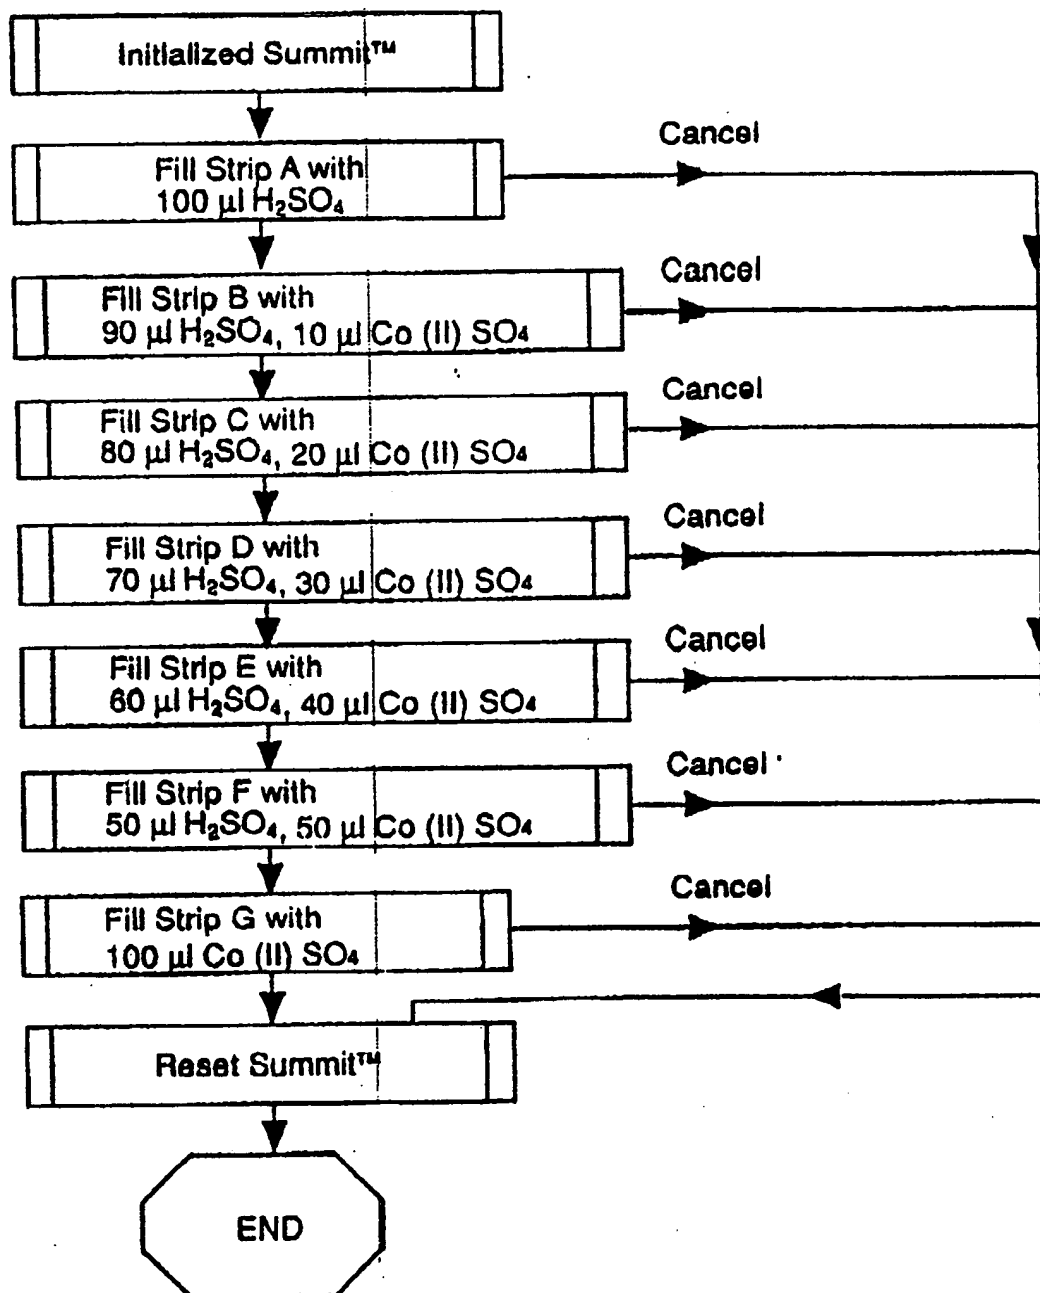 Initialized Summit™
Cancel
Fill Strip A with
100 µl H₂SO₄
Cancel
Fill Strip B with
90 µl H₂SO₄, 10 µl Co (II) SO₄
Cancel
Fill Strip C with
80 µl H₂SO₄, 20 µl Co (II) SO₄
Cancel
Fill Strip D with
70 µl H₂SO₄, 30 µl Co (II) SO₄
Cancel
Fill Strip E with
60 µl H₂SO₄, 40 µl Co (II) SO₄
Cancel
Fill Strip F with
50 µl H₂SO₄, 50 µl Co (II) SO₄
Cancel
Fill Strip G with
100 µl Co (II) SO₄
Reset Summit™
END